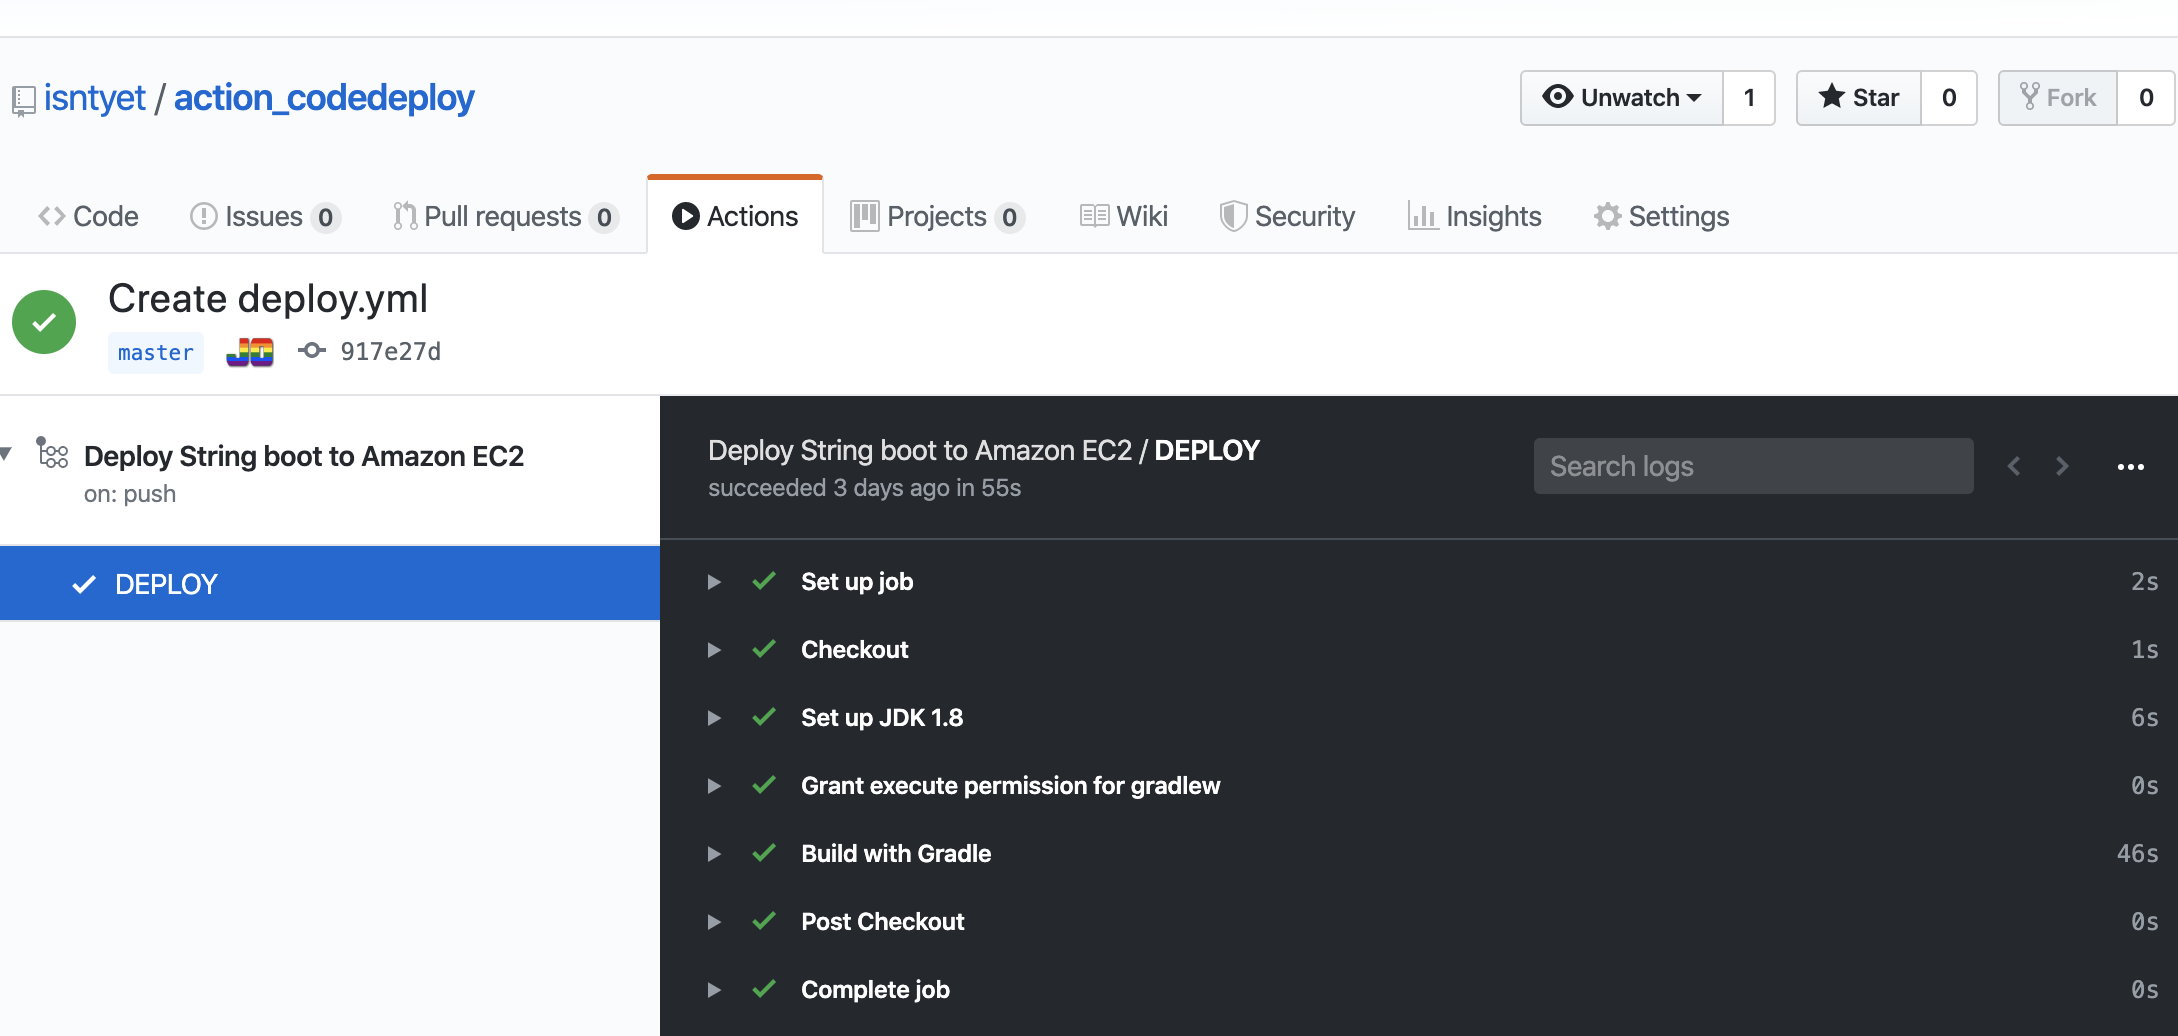 isntyet / action_codedeploy Unwatch 1 Star 0 Fork 0
Code Issues 0 Pull requests 0 Actions Projects 0 Wiki Security Insights Settings
Create deploy.yml
master JO 917e27d
Deploy String boot to Amazon EC2
on: push
DEPLOY
Deploy String boot to Amazon EC2 / DEPLOY
succeeded 3 days ago in 55s
Search logs
Set up job 2s
Checkout 1s
Set up JDK 1.8 6s
Grant execute permission for gradlew 0s
Build with Gradle 46s
Post Checkout 0s
Complete job 0s